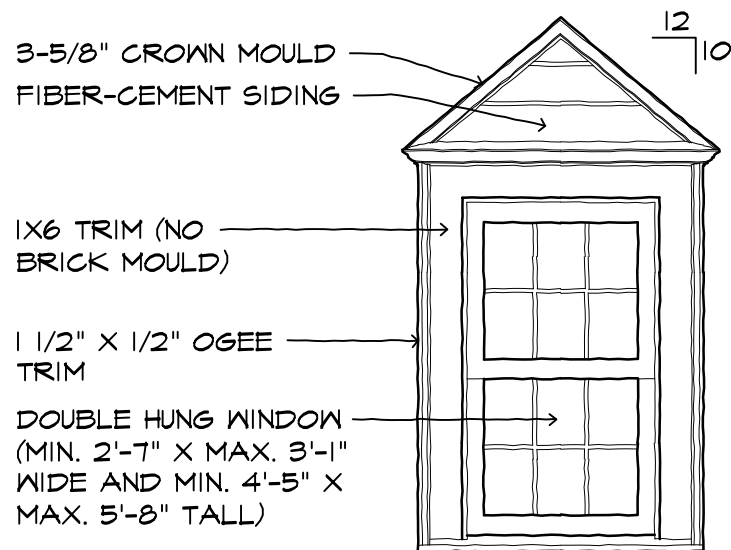 3-5/8" CROWN MOULD
FIBER-CEMENT SIDING
12
10
1X6 TRIM (NO
BRICK MOULD)
1 1/2" X 1/2" OGEE
TRIM
DOUBLE HUNG WINDOW
(MIN. 2'-7" X MAX. 3'-1"
WIDE AND MIN. 4'-5" X
MAX. 5'-8" TALL)